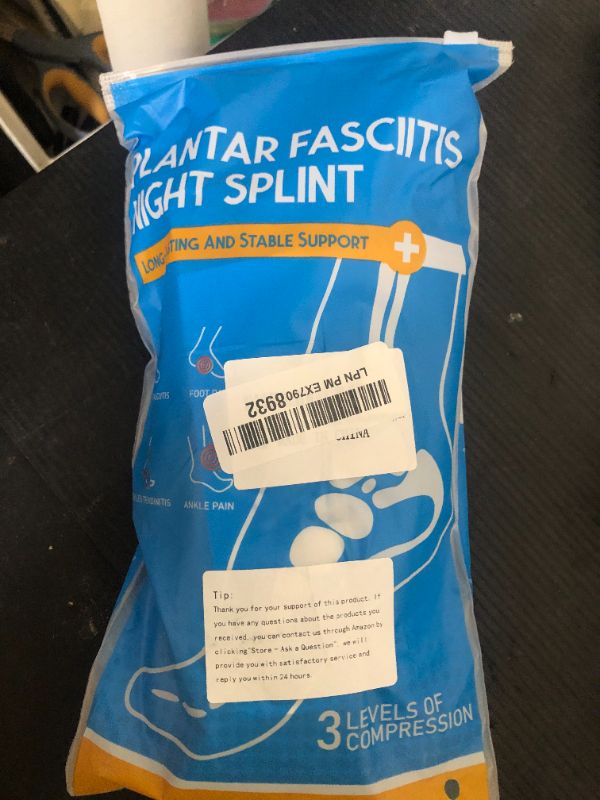 PLANTAR FASCIITIS
NIGHT SPLINT
LONG-LASTING AND STABLE SUPPORT
FOOT
ANKLE PAIN
LPN PM EX790 8932
Tip:
Thank you for your support of this product. If
you have any questions about the products you
received, you can contact us through Amazon by
clicking"Store - Ask a Question", we will
provide you with satisfactory service and
reply you within 24 hours.
3 LEVELS OF
COMPRESSION